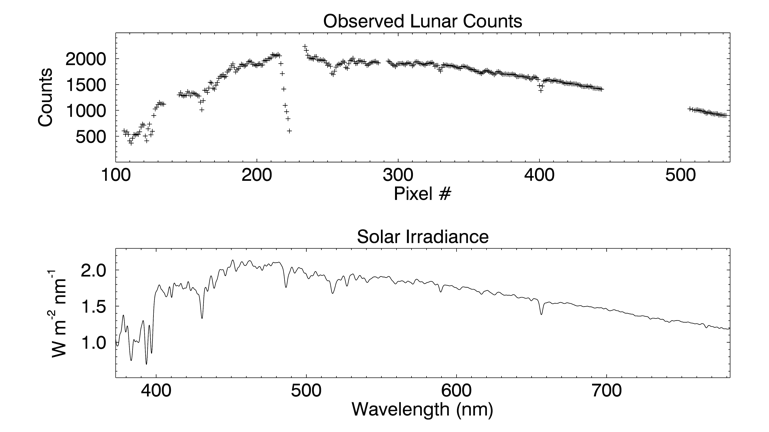 Observed Lunar Counts
2000
1500
1000
500
Counts
100 200 300 400 500
Pixel #
Solar Irradiance
2.0
1.5
1.0
W m-2 nm-1
400 500 600 700
Wavelength (nm)